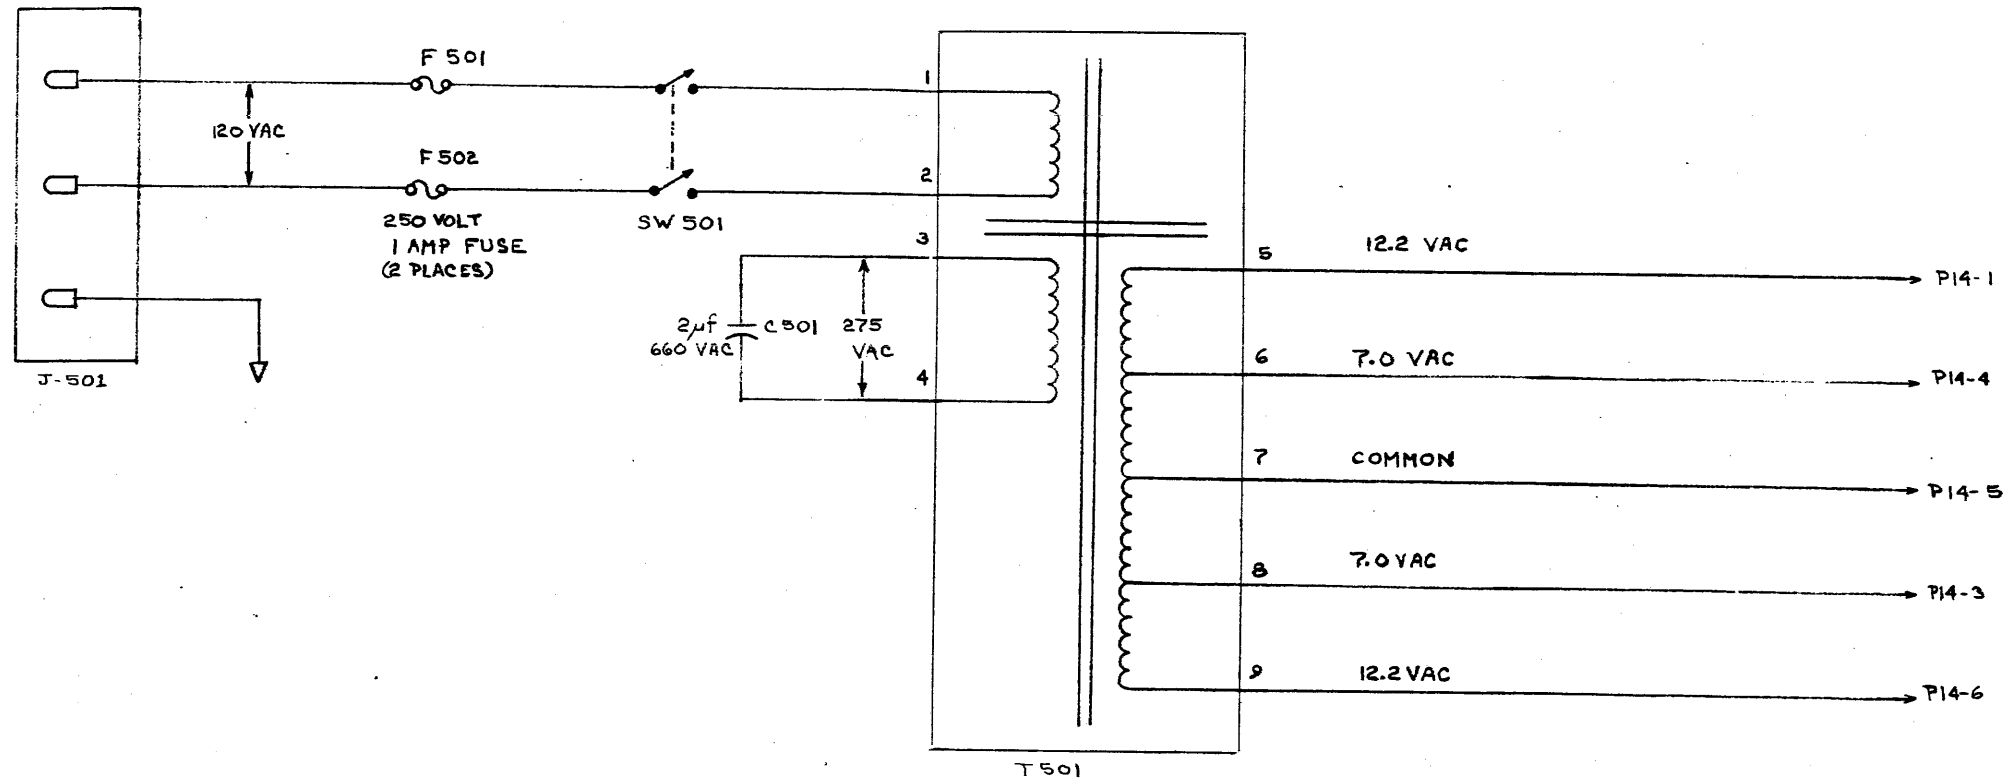 F 501
120 VAC
F 502
250 VOLT
1 AMP FUSE
(2 PLACES)
SW 501
J-501
1
2
3
4
2µf
660 VAC
C 501
275
VAC
5
12.2 VAC
P14-1
6
7.0 VAC
P14-4
7
COMMON
P14-5
8
7.0 VAC
P14-3
9
12.2 VAC
P14-6
T 501